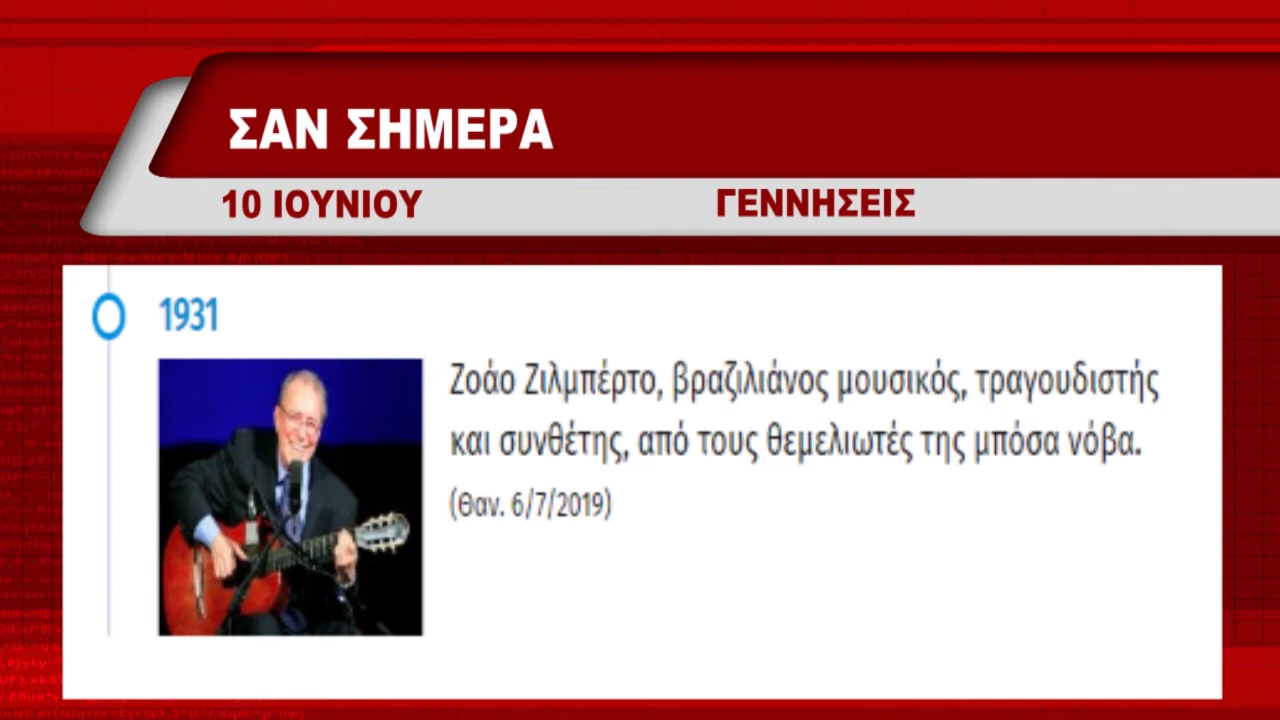 ΣΑΝ ΣΗΜΕΡΑ
10 ΙΟΥΝΙΟΥ ΓΕΝΝΗΣΕΙΣ
1931
Ζοάο Ζιλμπέρτο, βραζιλιάνος μουσικός, τραγουδιστής
και συνθέτης, από τους θεμελιωτές της μπόσα νόβα.
(Θαν. 6/7/2019)